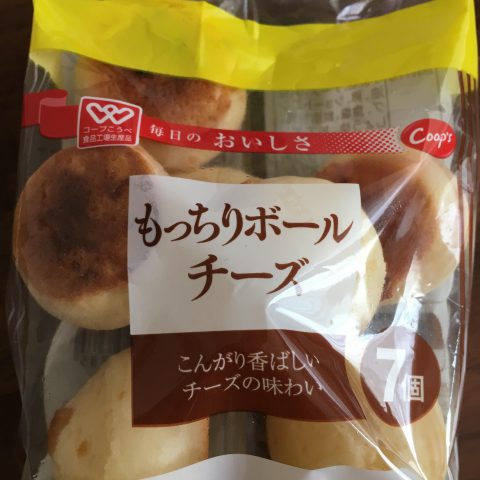 コープこうべ
食品工場生産品
毎日の おいしさ
Coop's
もっちりボール
チーズ
こんがり香ばしい
チーズの味わい
7個